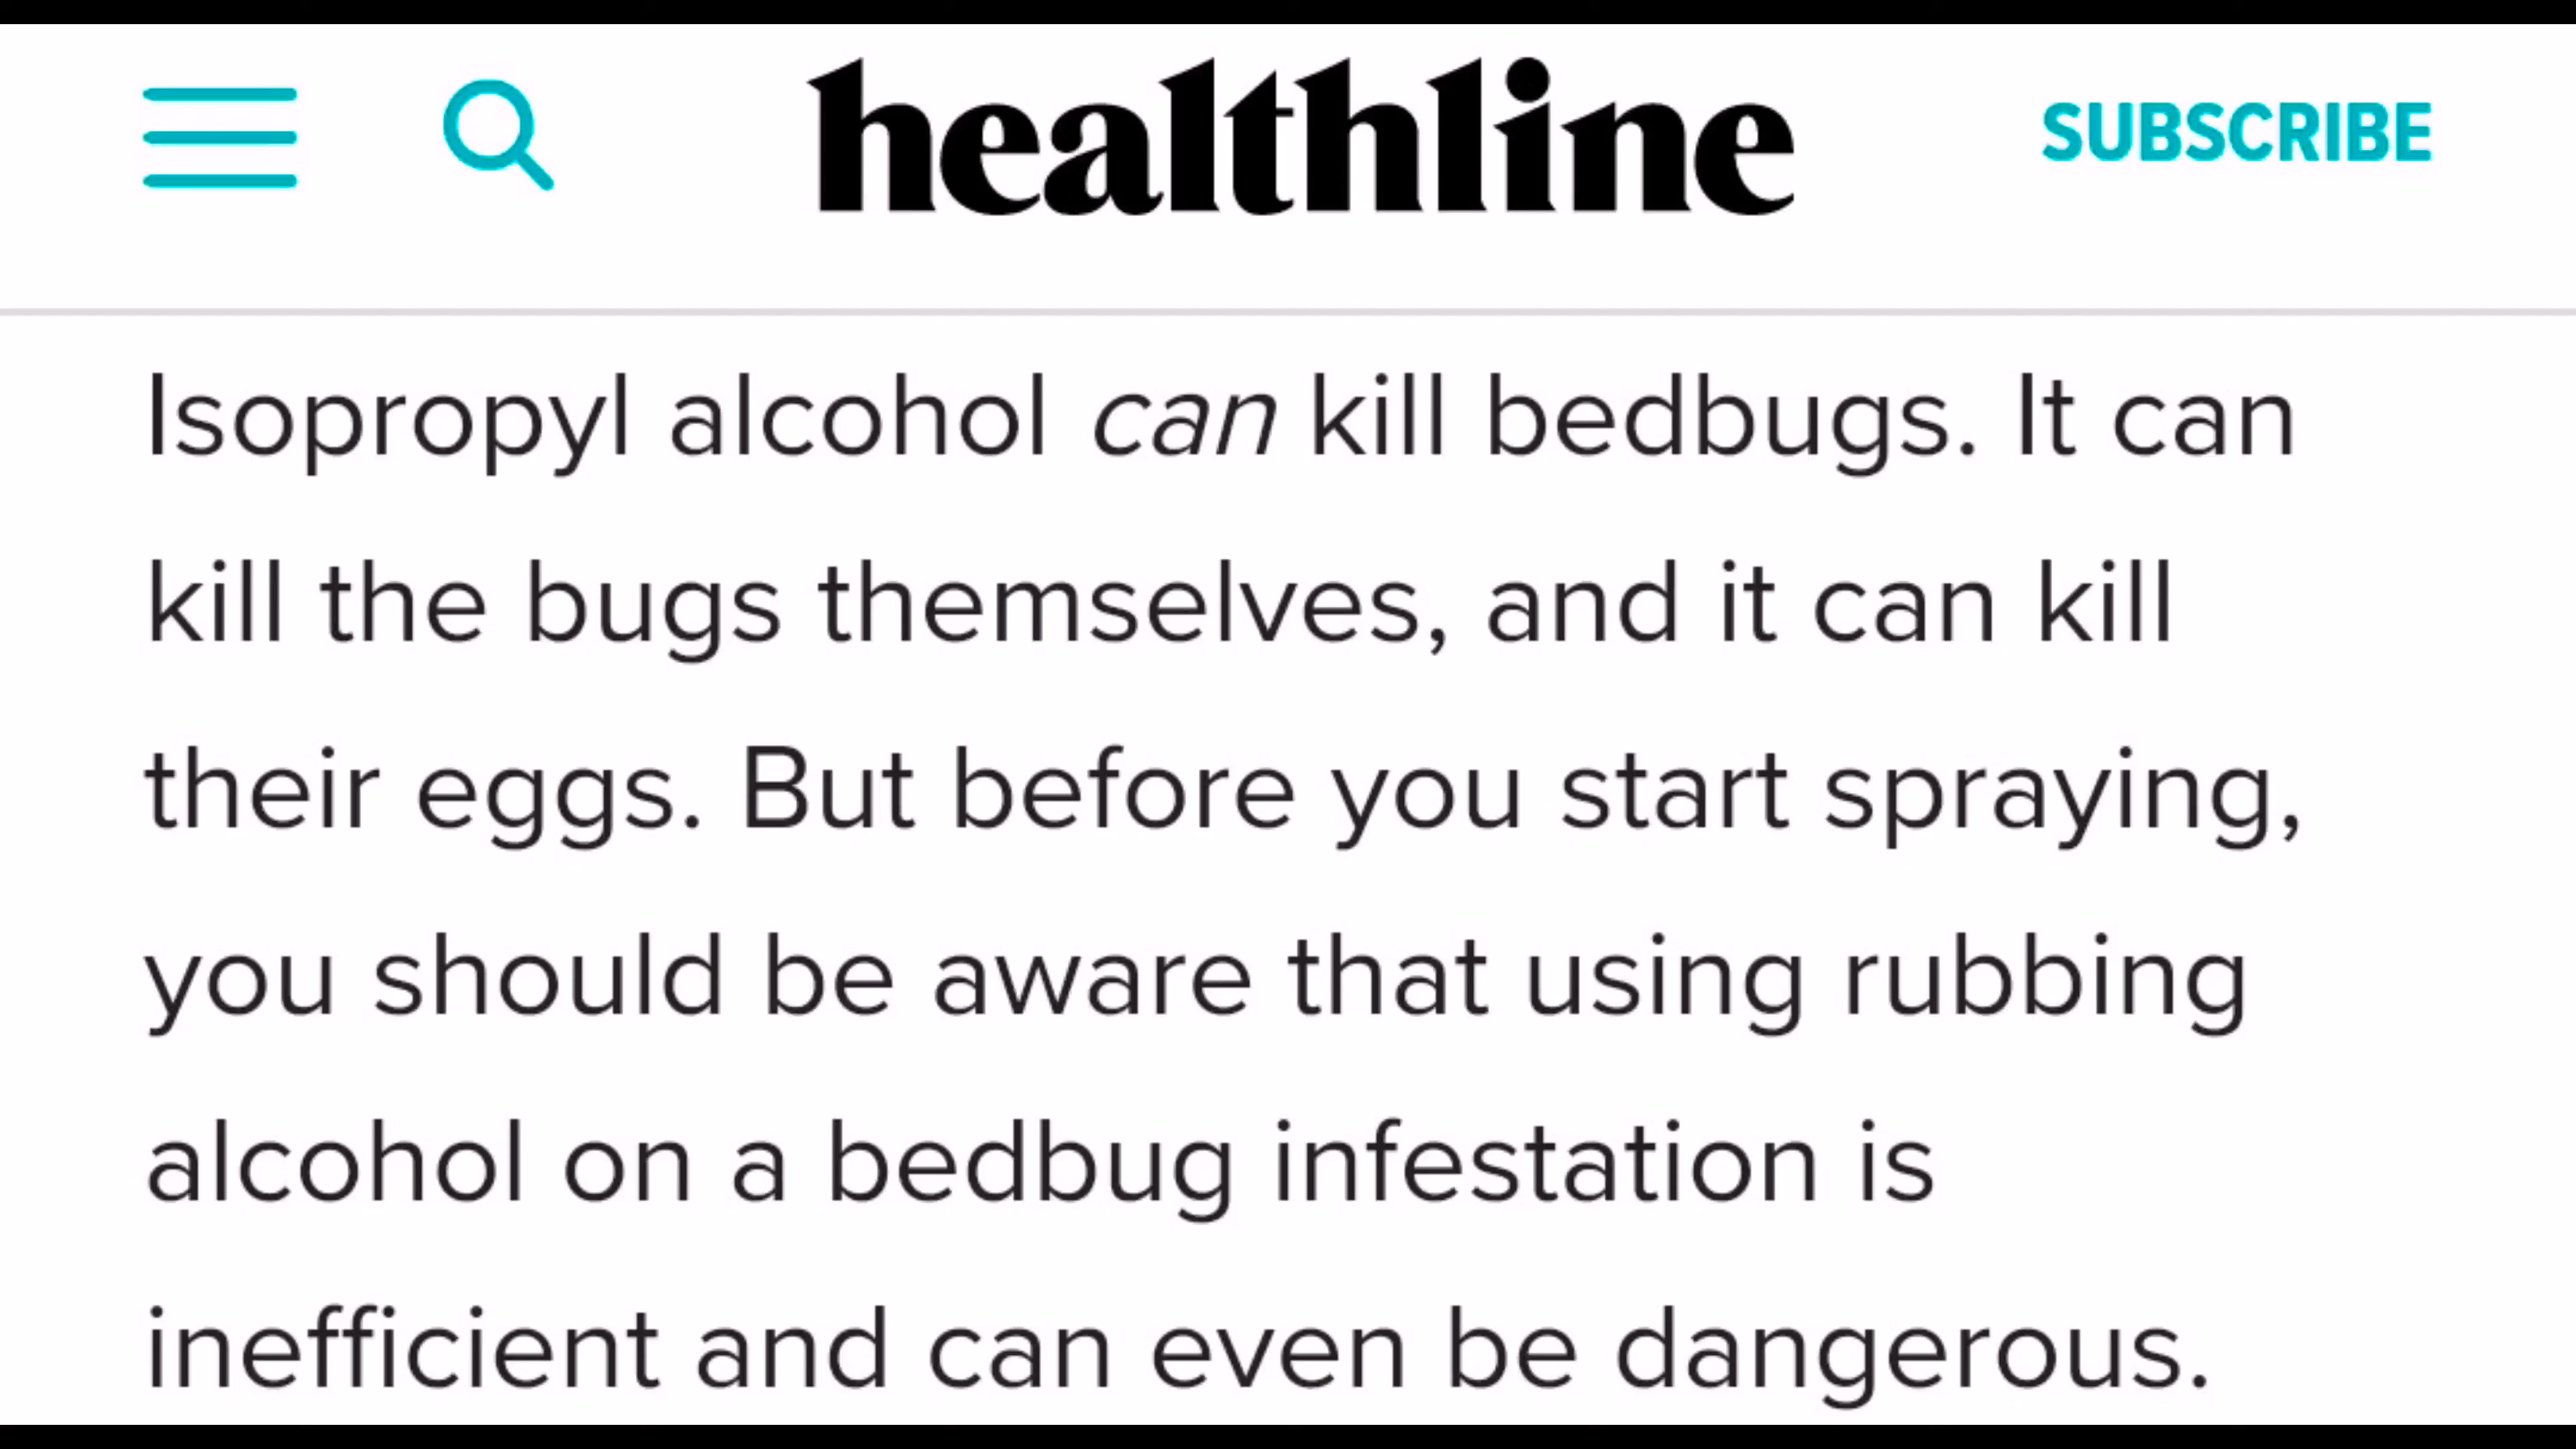 healthline
SUBSCRIBE
Isopropyl alcohol can kill bedbugs. It can
kill the bugs themselves, and it can kill
their eggs. But before you start spraying,
you should be aware that using rubbing
alcohol on a bedbug infestation is
inefficient and can even be dangerous.